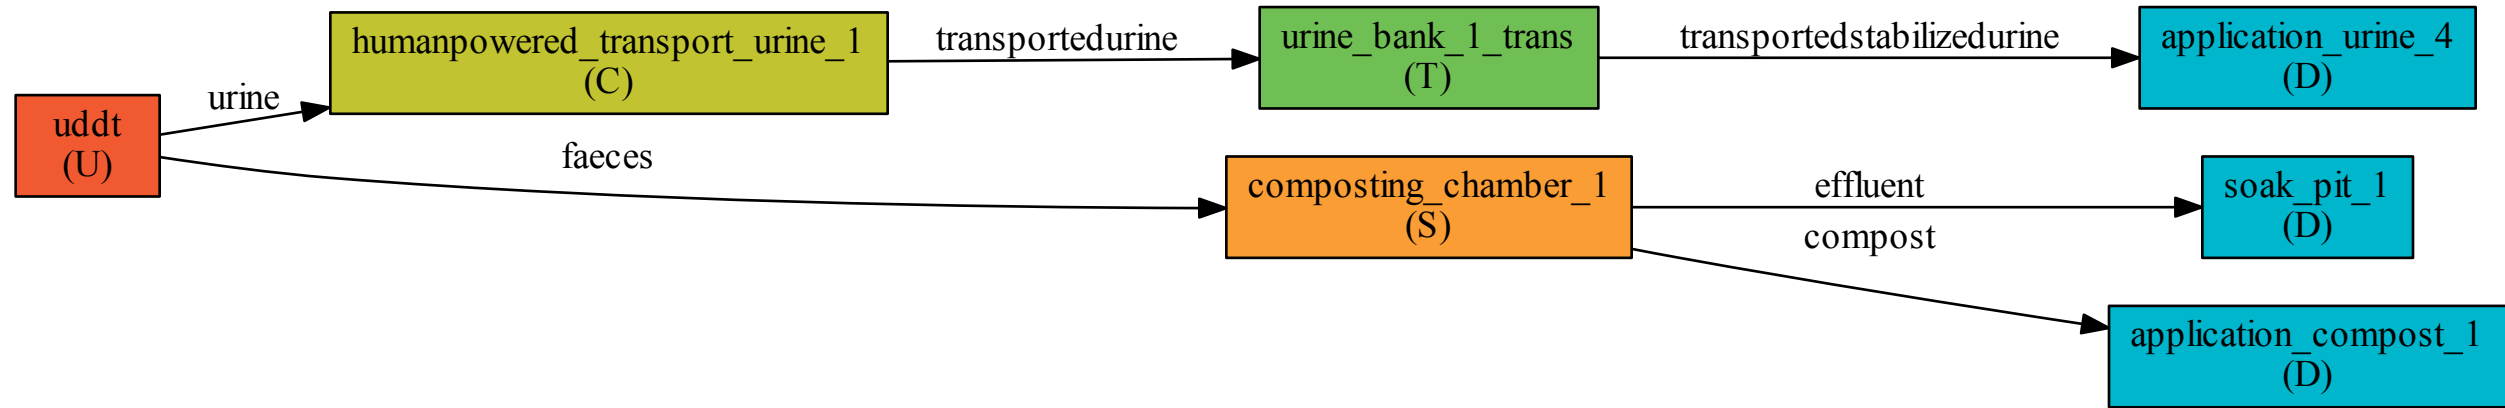 uddt
(U)
urine
faeces
humanpowered_transport_urine_1
(C)
transportedurine
urine_bank_1_trans
(T)
transportedstabilizedurine
application_urine_4
(D)
composting_chamber_1
(S)
effluent
compost
soak_pit_1
(D)
application_compost_1
(D)